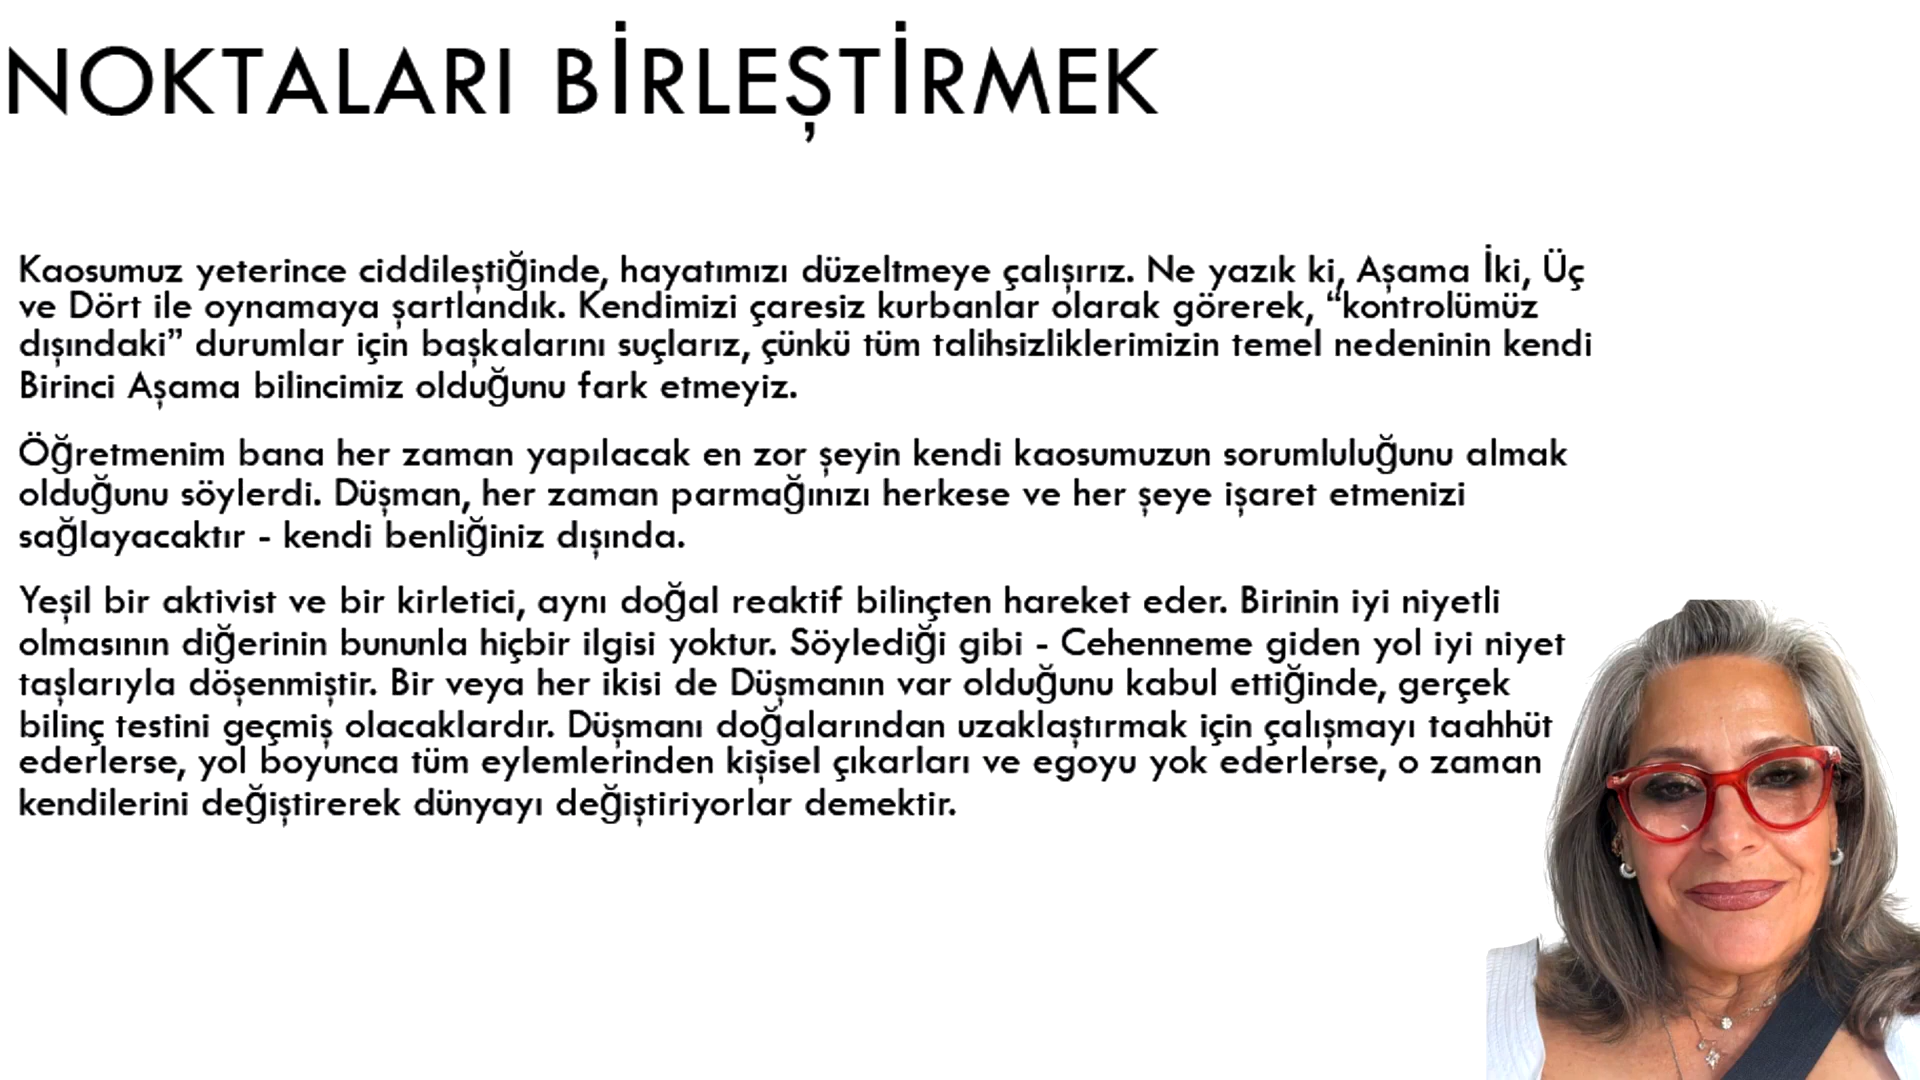 NOKTALARI BİRLEŞTİRMEK
Kaosumuz yeterince ciddileştiğinde, hayatımızı düzeltmeye çalışırız. Ne yazık ki, Aşama İki, Üç
ve Dört ile oynamaya şartlandık. Kendimizi çaresiz kurbanlar olarak görerek, “kontrolümüz
dışındaki” durumlar için başkalarını suçlarız, çünkü tüm talihsizliklerimizin temel nedeninin kendi
Birinci Aşama bilincimiz olduğunu fark etmeyiz.
Öğretmenim bana her zaman yapılacak en zor şeyin kendi kaosumuzun sorumluluğunu almak
olduğunu söylerdi. Düşman, her zaman parmağınızı herkese ve her şeye işaret etmenizi
sağlayacaktır - kendi benliğiniz dışında.
Yeşil bir aktivist ve bir kirletici, aynı doğal reaktif bilinçten hareket eder. Birinin iyi niyetli
olmasının diğerinin bununla hiçbir ilgisi yoktur. Söylediği gibi - Cehenneme giden yol iyi niyet
taşlarıyla döşenmiştir. Bir veya her ikisi de Düşmanın var olduğunu kabul ettiğinde, gerçek
bilinç testini geçmiş olacaklardır. Düşmanı doğalarından uzaklaştırmak için çalışmayı taahhüt
ederlerse, yol boyunca tüm eylemlerinden kişisel çıkarları ve egoyu yok ederlerse, o zaman
kendilerini değiştirerek dünyayı değiştiriyorlar demektir.